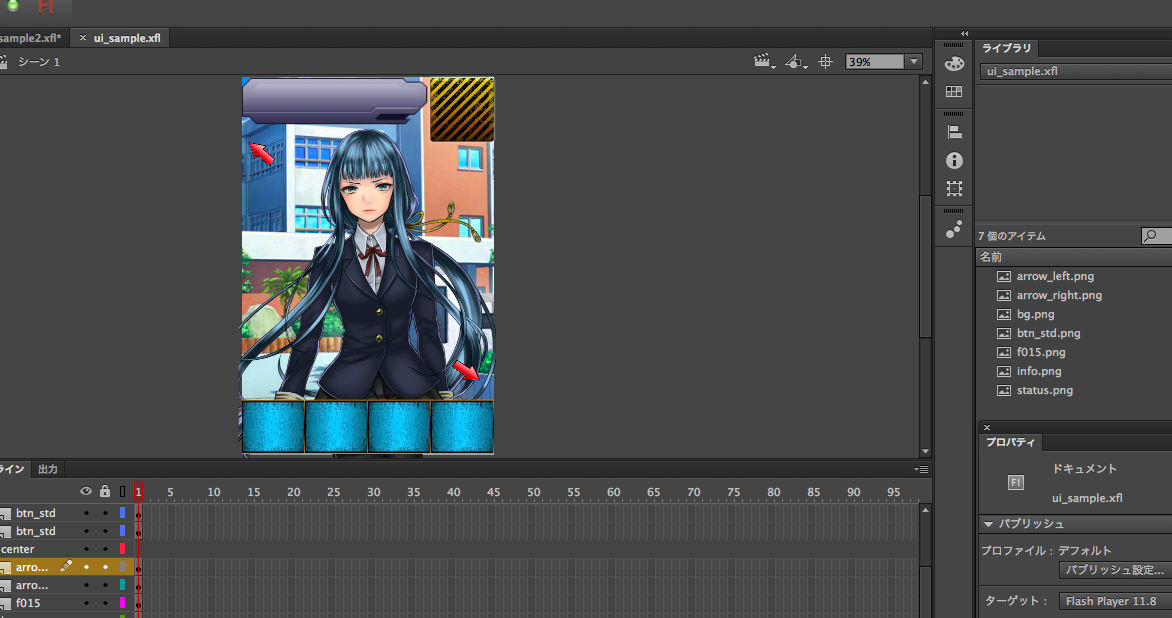 Fl
sample2.xfl*
× ui_sample.xfl
シーン 1
39%
ライブラリ
ui_sample.xfl
7 個のアイテム
名前
arrow_left.png
arrow_right.png
bg.png
btn_std.png
f015.png
info.png
status.png
プロパティ
ドキュメント
Fl
ui_sample.xfl
パブリッシュ
プロファイル : デフォルト
パブリッシュ設定...
ターゲット : Flash Player 11.8
ライン 出力
1 5 10 15 20 25 30 35 40 45 50 55 60 65 70 75 80 85 90 95
btn_std
btn_std
center
arro...
arro...
f015